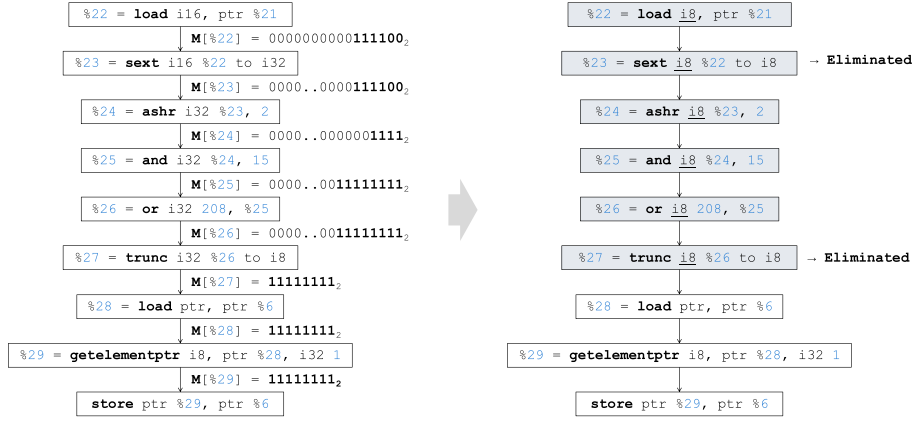 %22 = load i16, ptr %21
M[%22] = 0000000000111100₂
%23 = sext i16 %22 to i32
M[%23] = 0000..0000111100₂
%24 = ashr i32 %23, 2
M[%24] = 0000..0000001111₂
%25 = and i32 %24, 15
M[%25] = 0000..0011111111₂
%26 = or i32 208, %25
M[%26] = 0000..0011111111₂
%27 = trunc i32 %26 to i8
M[%27] = 11111111₂
%28 = load ptr, ptr %6
M[%28] = 11111111₂
%29 = getelementptr i8, ptr %28, i32 1
M[%29] = 11111111₂
store ptr %29, ptr %6
%22 = load i8, ptr %21
%23 = sext i8 %22 to i8
→ Eliminated
%24 = ashr i8 %23, 2
%25 = and i8 %24, 15
%26 = or i8 208, %25
%27 = trunc i8 %26 to i8
→ Eliminated
%28 = load ptr, ptr %6
%29 = getelementptr i8, ptr %28, i32 1
store ptr %29, ptr %6